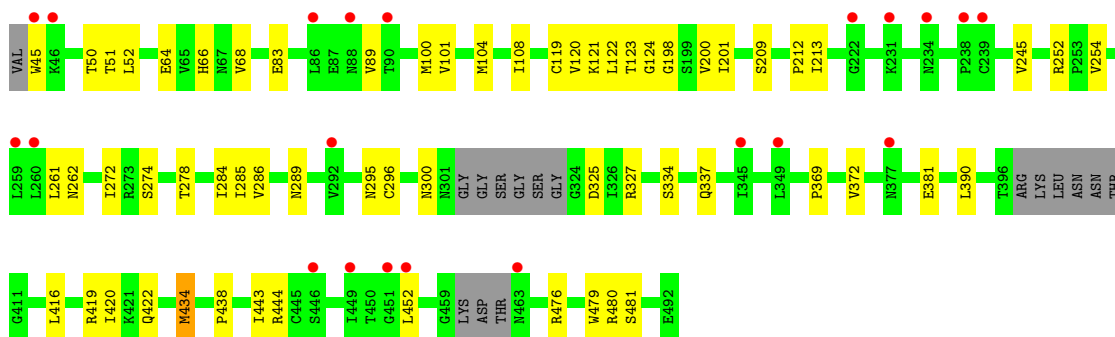 VAL W45 K46 T50 T51 L52 E64 V65 H66 N67 V68 E83 L86 E87 N88 V89 T90 M100 V101 M104 I108 C119 V120 K121 L122 T123 G124 G198 S199 V200 I201 S209 P212 I213 G222 K231 N234 P238 C239 V245 R252 P253 V254
L259 L260 L261 N262 I272 R273 S274 T278 I284 I285 V286 N289 V292 N295 C296 N300 N301 GLY GLY SER GLY SER GLY G324 D325 I326 R327 S334 Q337 I345 L349 P369 V372 N377 E381 L390 T396 ARG LYS LEU ASN ASN THR
G411 L416 R419 I420 K421 Q422 M434 P438 I443 R444 C445 S446 I449 T450 G451 L452 G459 LYS ASP THR N463 R476 W479 R480 S481 E492